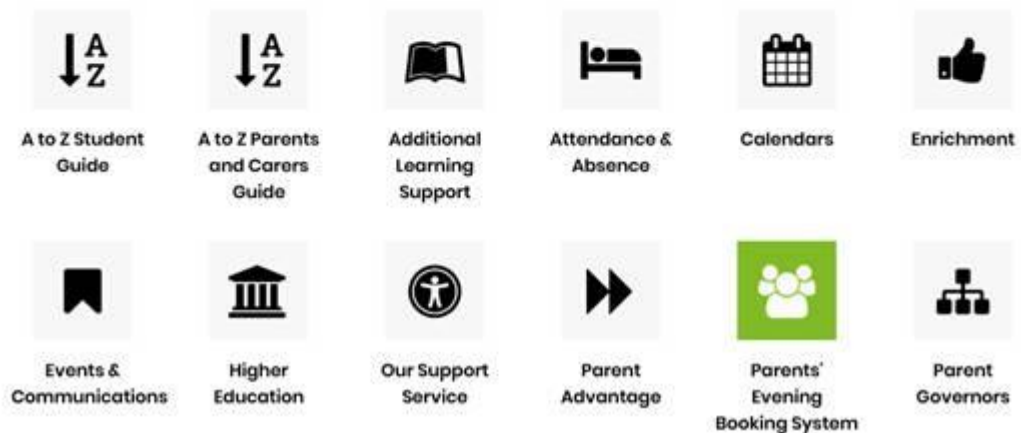 A
Z
A
Z
A to Z Student
Guide
A to Z Parents
and Carers
Guide
Additional
Learning
Support
Attendance &
Absence
Calendars
Enrichment
Events &
Communications
Higher
Education
Our Support
Service
Parent
Advantage
Parents'
Evening
Booking System
Parent
Governors